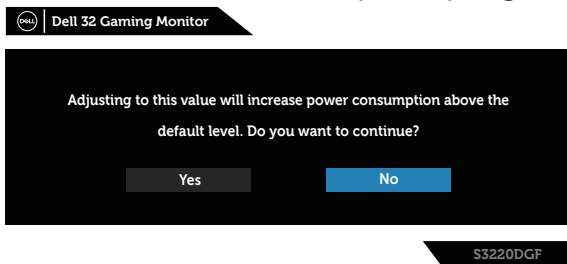 DELL Dell 32 Gaming Monitor
Adjusting to this value will increase power consumption above the
default level. Do you want to continue?
Yes No
S3220DGF